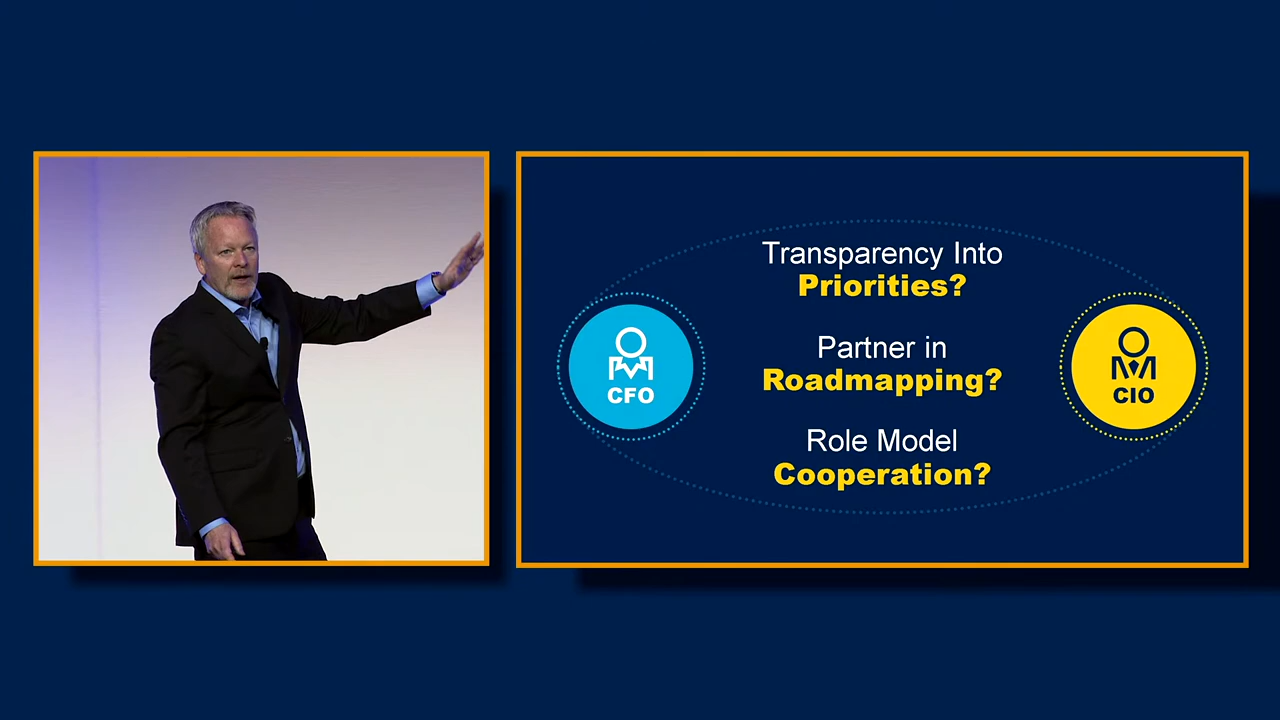 Transparency Into
Priorities?
Partner in
Roadmapping?
Role Model
Cooperation?
CFO
CIO